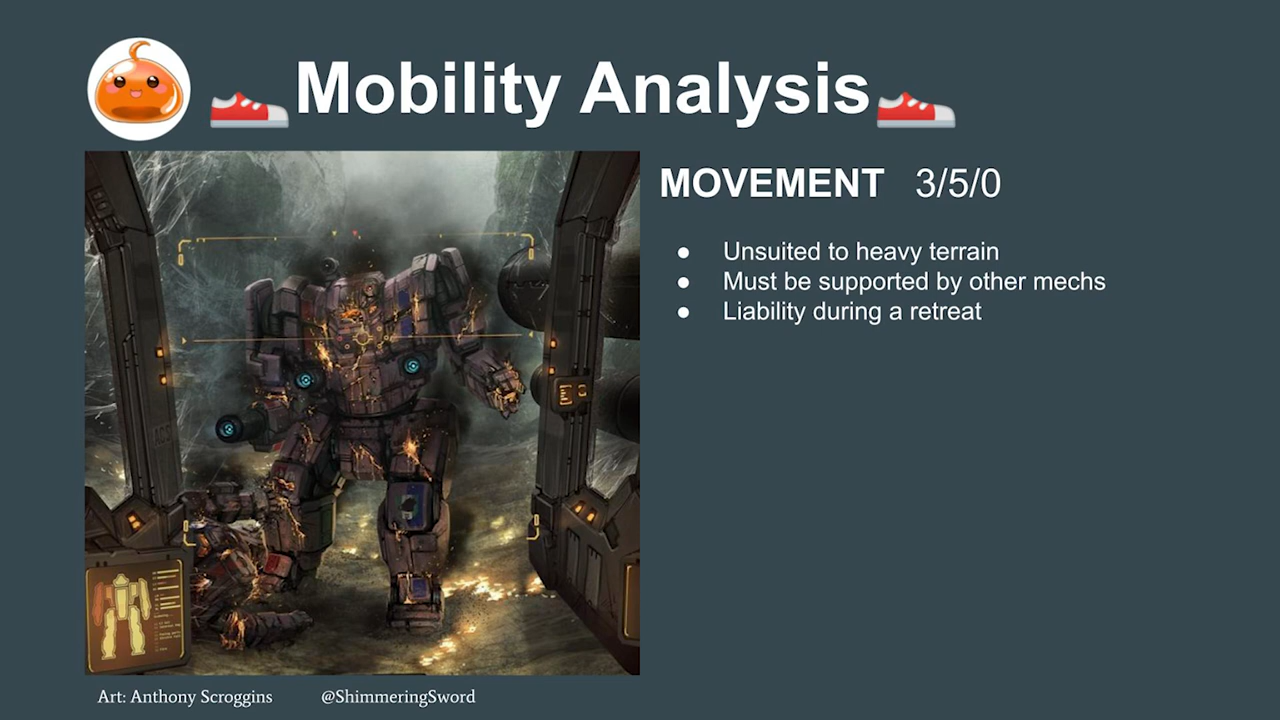 Mobility Analysis
MOVEMENT 3/5/0
● Unsuited to heavy terrain
● Must be supported by other mechs
● Liability during a retreat
Art: Anthony Scroggins @ShimmeringSword